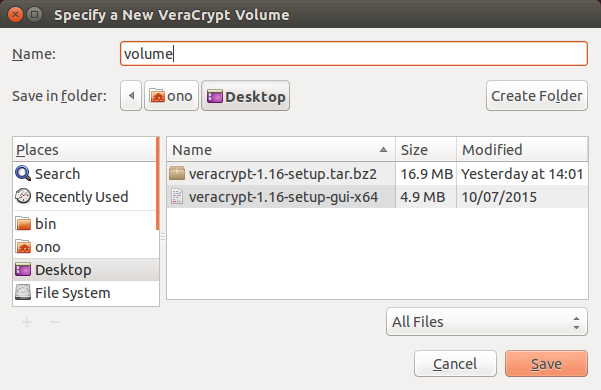 Specify a New VeraCrypt Volume
Name: volume
Save in folder: ono Desktop Create Folder
Places Name Size Modified
Search veracrypt-1.16-setup.tar.bz2 16.9 MB Yesterday at 14:01
Recently Used veracrypt-1.16-setup-gui-x64 4.9 MB 10/07/2015
bin
ono
Desktop
File System
All Files
Cancel Save